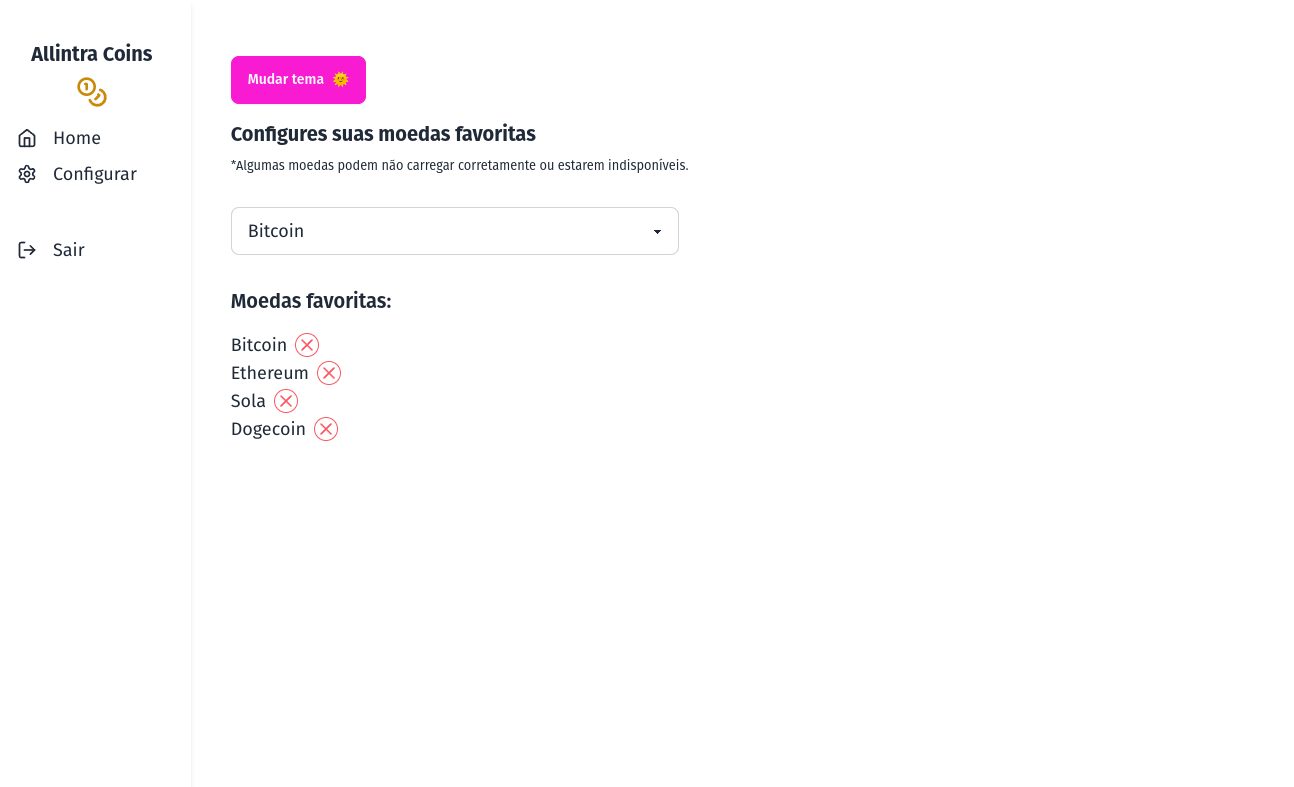 Allintra Coins
Home
Configurar
Sair
Mudar tema 🌞
Configures suas moedas favoritas
*Algumas moedas podem não carregar corretamente ou estarem indisponíveis.
Bitcoin
Moedas favoritas:
Bitcoin
Ethereum
Sola
Dogecoin